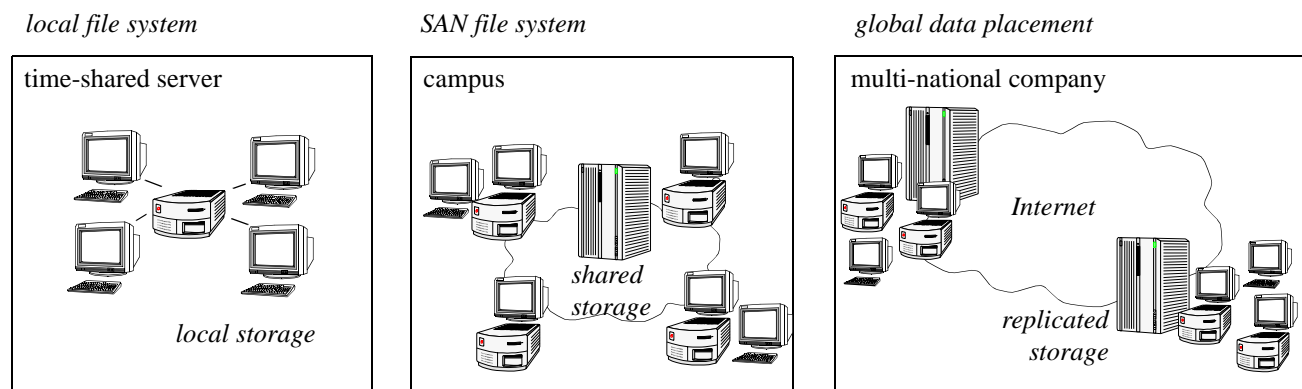 local file system
SAN file system
global data placement
time-shared server
campus
multi-national company
Internet
shared
storage
local storage
replicated
storage